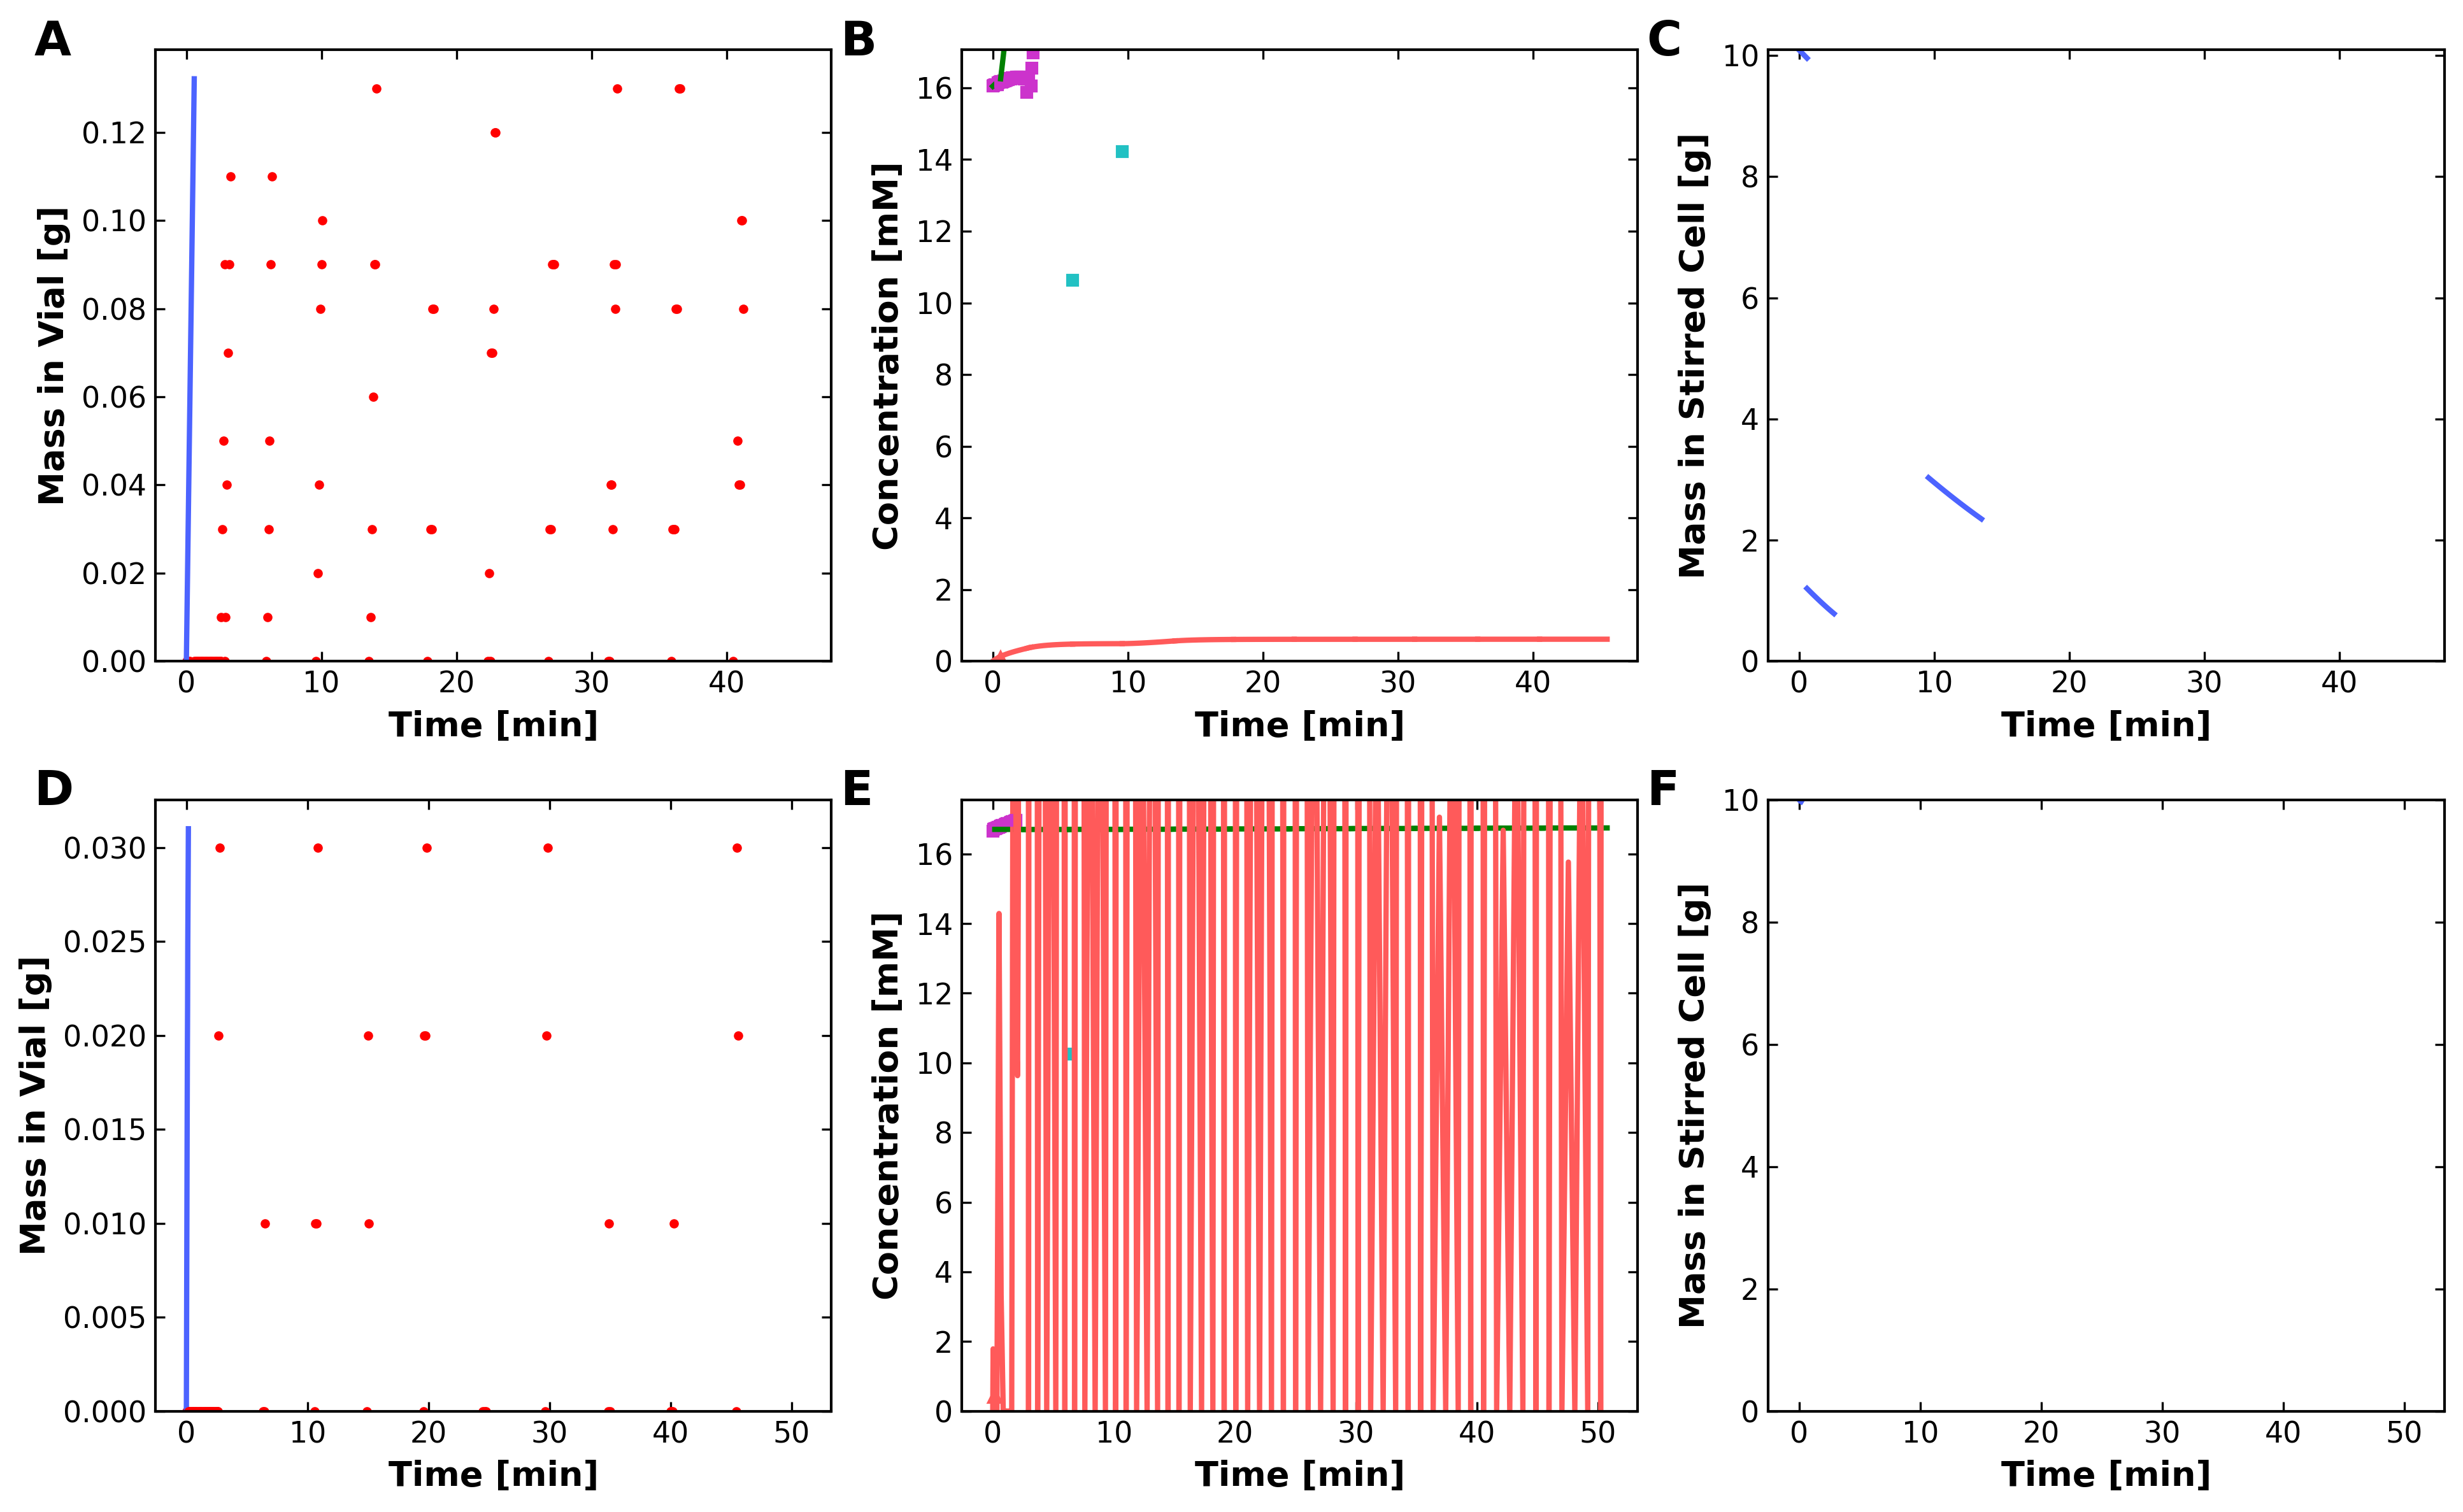 A
B
C
Mass in Vial [g]
0.12
0.10
0.08
0.06
0.04
0.02
0.00
0 10 20 30 40
Time [min]
Concentration [mM]
16
14
12
10
8
6
4
2
0
0 10 20 30 40
Time [min]
Mass in Stirred Cell [g]
10
8
6
4
2
0
0 10 20 30 40
Time [min]
D
E
F
Mass in Vial [g]
0.030
0.025
0.020
0.015
0.010
0.005
0.000
0 10 20 30 40 50
Time [min]
Concentration [mM]
16
14
12
10
8
6
4
2
0
0 10 20 30 40 50
Time [min]
Mass in Stirred Cell [g]
10
8
6
4
2
0
0 10 20 30 40 50
Time [min]